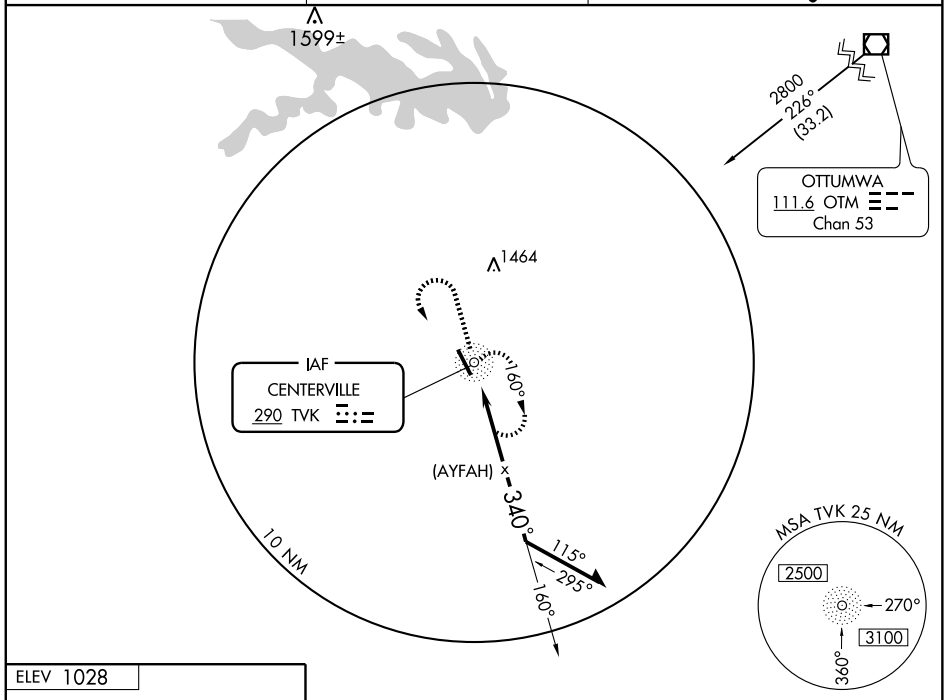 1599±
2800
226°
(33.2)
OTTUMWA
111.6 OTM
Chan 53
1464
IAF
CENTERVILLE
290 TVK
160°
(AYFAH) x
340°
115°
295°
160°
10 NM
MSA TVK 25 NM
2500
270°
3100
360°
ELEV 1028